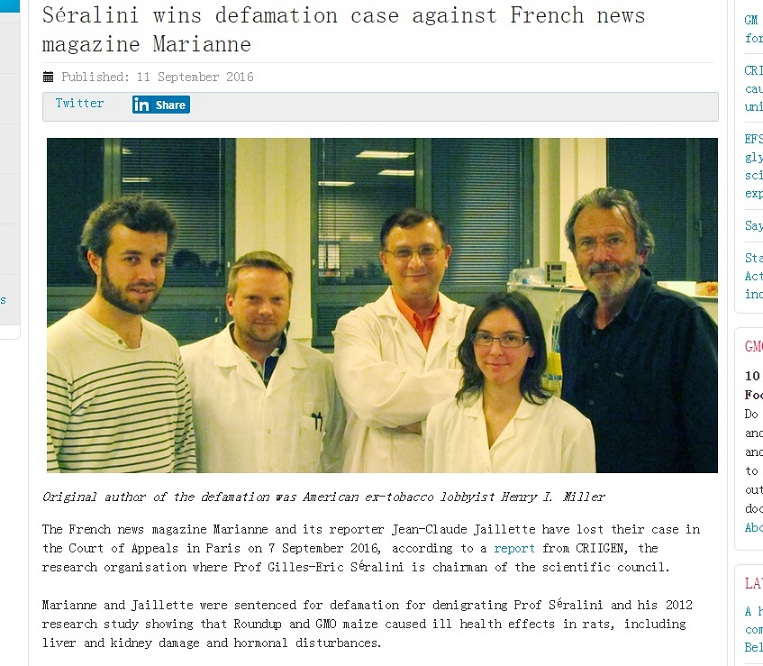 Séralini wins defamation case against French news
magazine Marianne
Published: 11 September 2016
Twitter
in Share
Original author of the defamation was American ex-tobacco lobbyist Henry I. Miller
The French news magazine Marianne and its reporter Jean-Claude Jaillette have lost their case in
the Court of Appeals in Paris on 7 September 2016, according to a report from CRIIGEN, the
research organisation where Prof Gilles-Eric Séralini is chairman of the scientific council.
Marianne and Jaillette were sentenced for defamation for denigrating Prof Séralini and his 2012
research study showing that Roundup and GMO maize caused ill health effects in rats, including
liver and kidney damage and hormonal disturbances.
s
GM
for
CRI
cau
uni
EFS
gly
sci
exp
Say
Sta
Act
inc
GMO
10
Foo
Do
and
and
to
out
doc
Abo
LA
A h
com
Bel